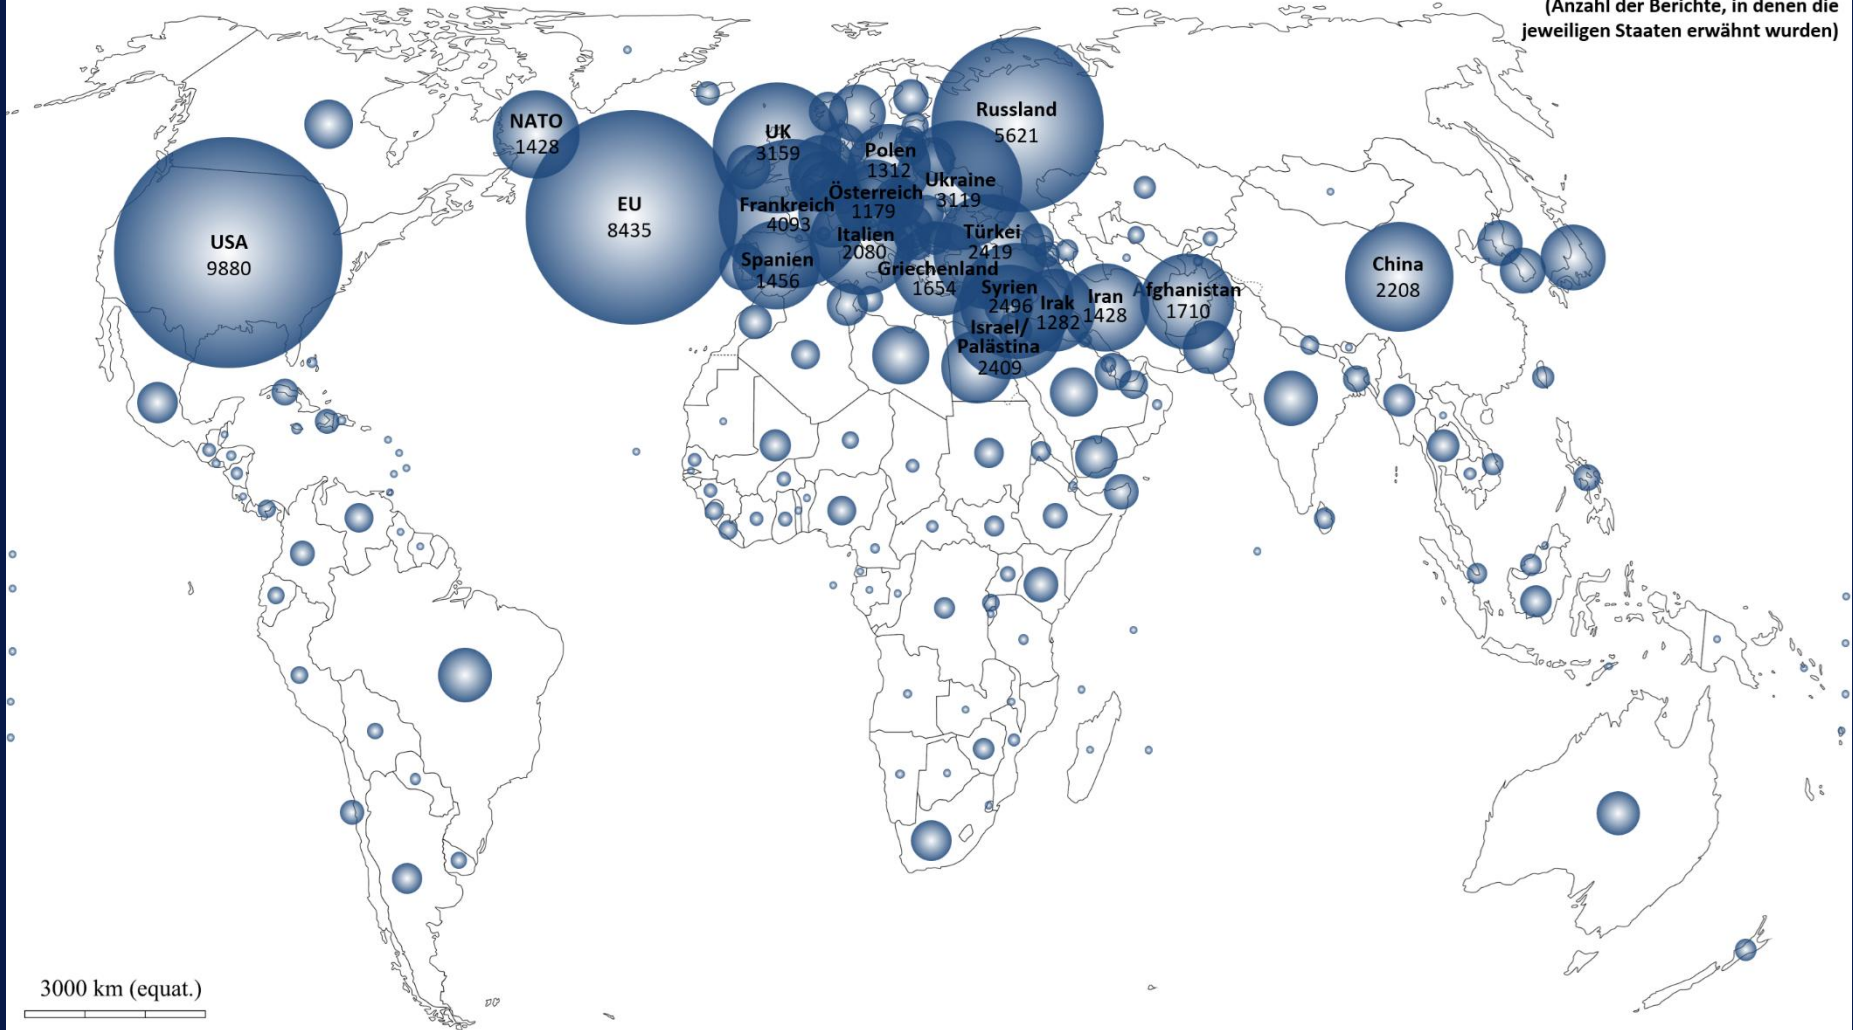 (Anzahl der Berichte, in denen die
jeweiligen Staaten erwähnt wurden)
Russland
5621
NATO
1428
UK
3159
Polen
1312
Ukraine
3119
EU
8435
Österreich
1179
Frankreich
4093
USA
9880
Italien
2080
Türkei
2419
Spanien
1456
Griechenland
1654
China
2208
Syrien
2496
Irak
1282
Iran
1428
Afghanistan
1710
Israel/
Palästina
2409
3000 km (equat.)